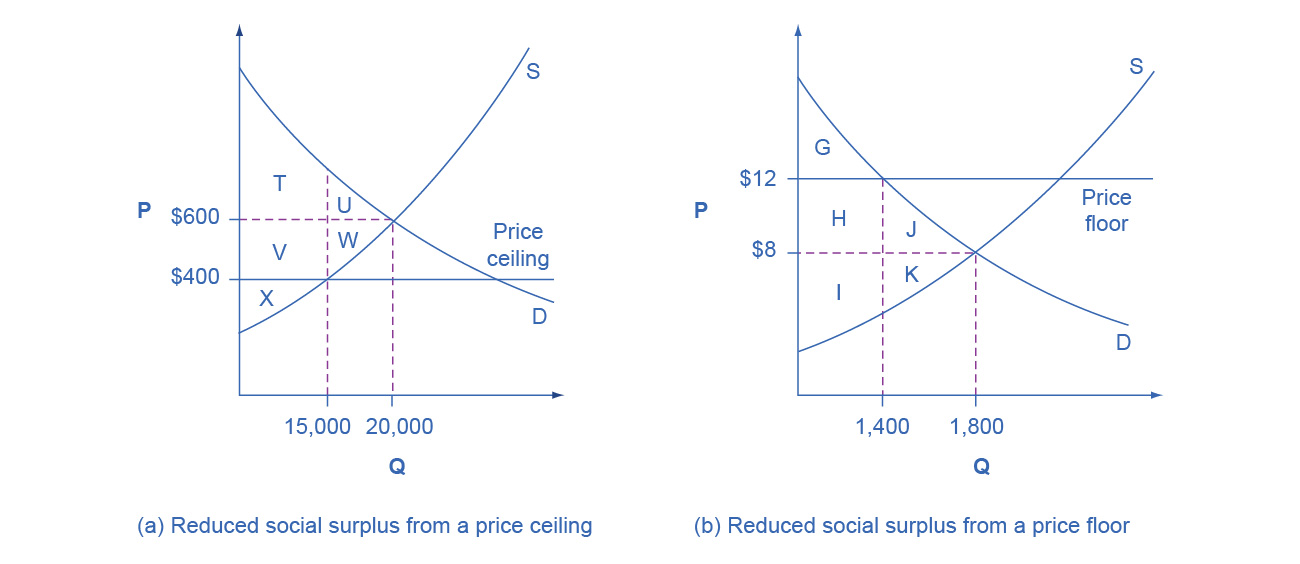 S
T
U
P
$600
W
V
Price
ceiling
$400
X
D
15,000
20,000
Q
(a) Reduced social surplus from a price ceiling
S
G
$12
Price
floor
P
H
J
$8
K
I
D
1,400
1,800
Q
(b) Reduced social surplus from a price floor